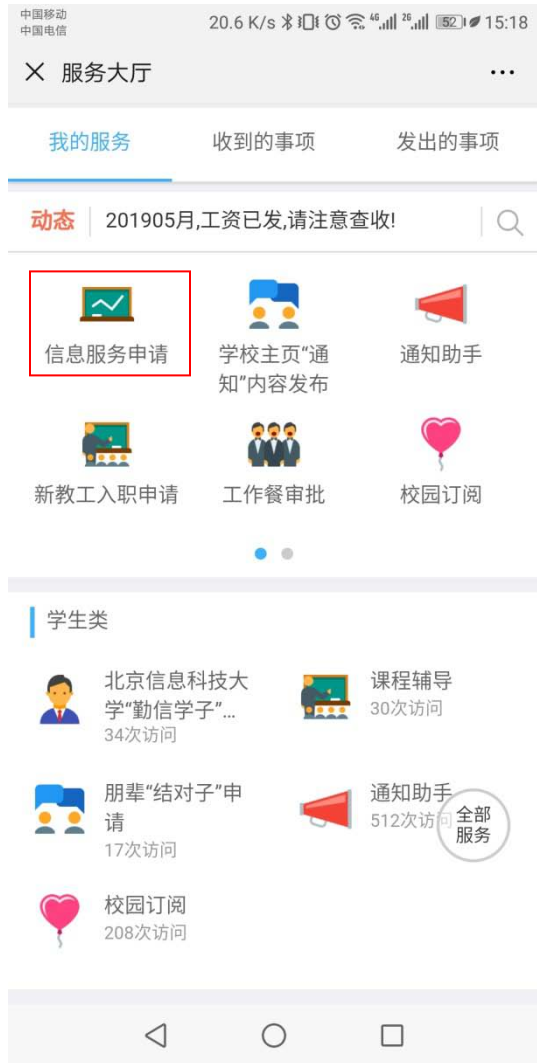 中国移动
中国电信
20.6 K/s 4G 2G 52 15:18
服务大厅
我的服务 收到的事项 发出的事项
动态 201905月,工资已发,请注意查收!
信息服务申请 学校主页“通 通知助手
知”内容发布
新教工入职申请 工作餐审批 校园订阅
学生类
北京信息科技大
学“勤信学子”...
34次访问
课程辅导
30次访问
朋辈“结对子”申
请
17次访问
通知助手
512次访问
全部
服务
校园订阅
208次访问